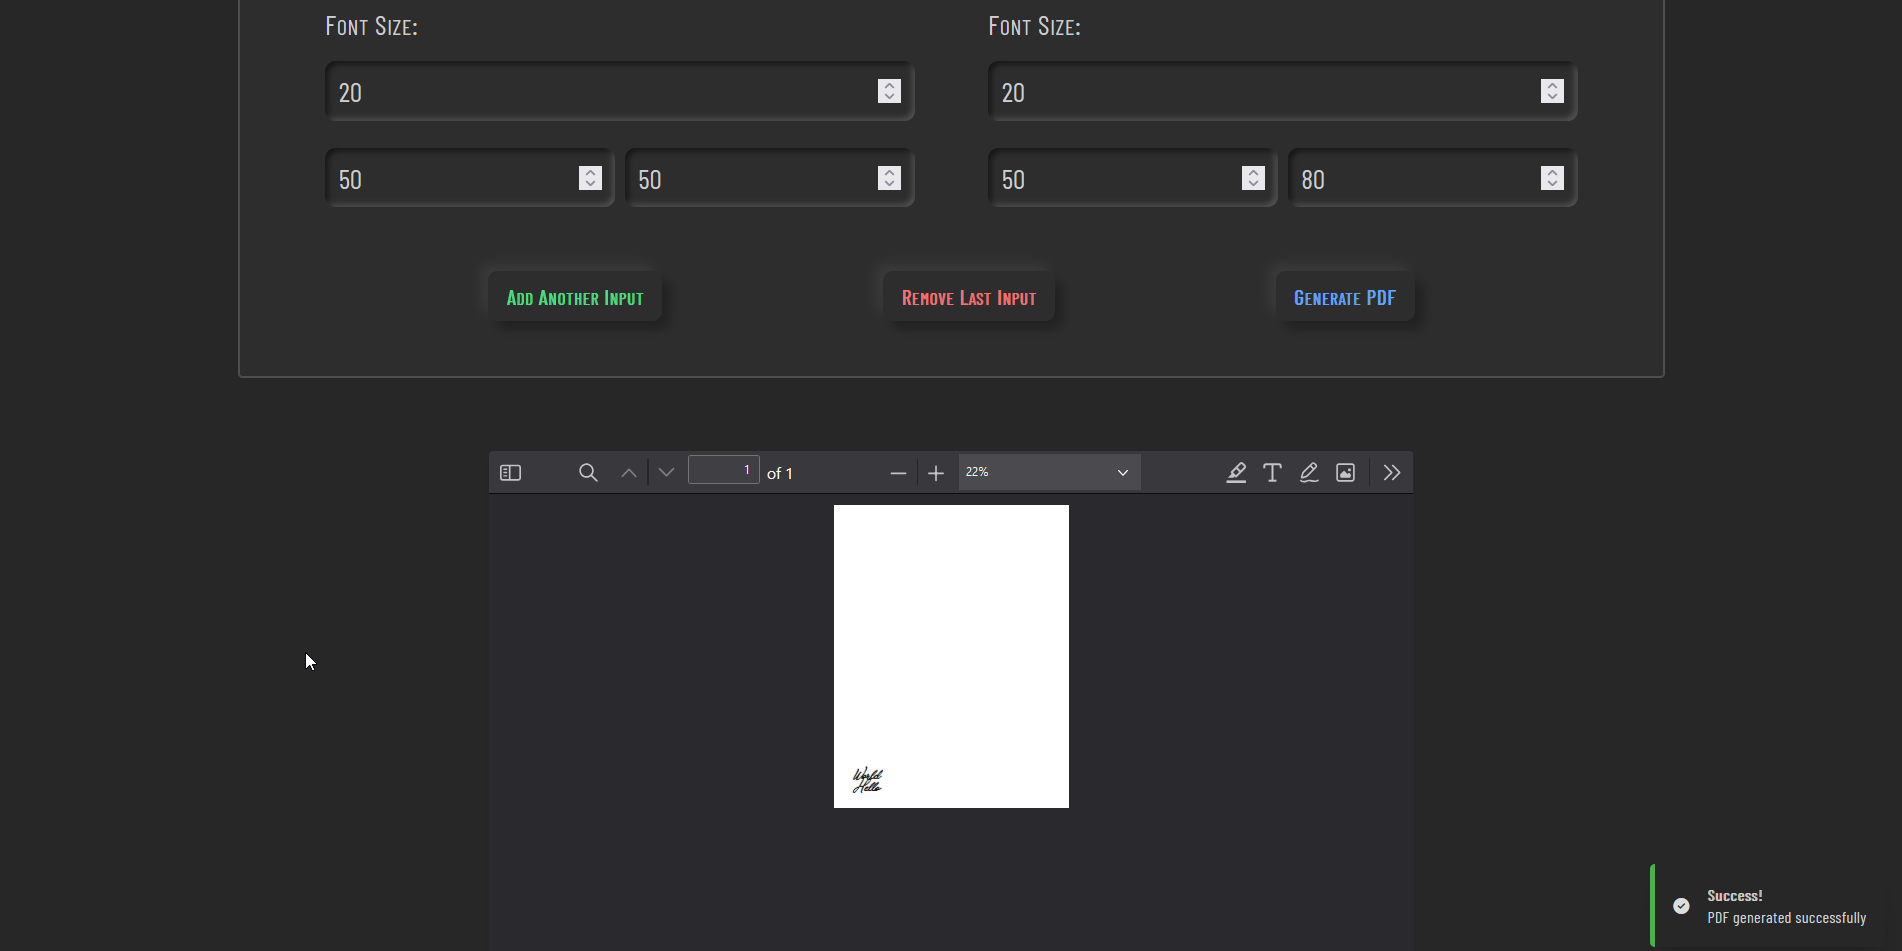 Font Size:
Font Size:
20
20
50
50
50
80
Add Another Input
Remove Last Input
Generate PDF
1 of 1
22%
World
Hello
Success!
PDF generated successfully